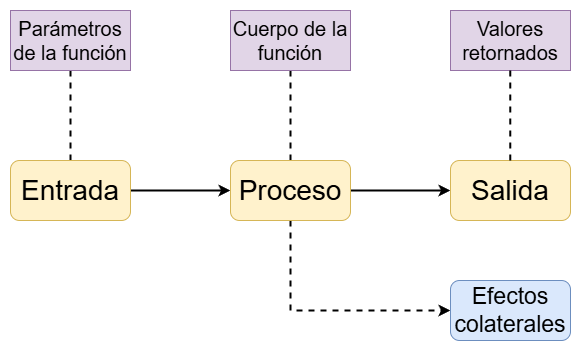 Parámetros
de la función
Cuerpo de la
función
Valores
retornados
Entrada
Proceso
Salida
Efectos
colaterales